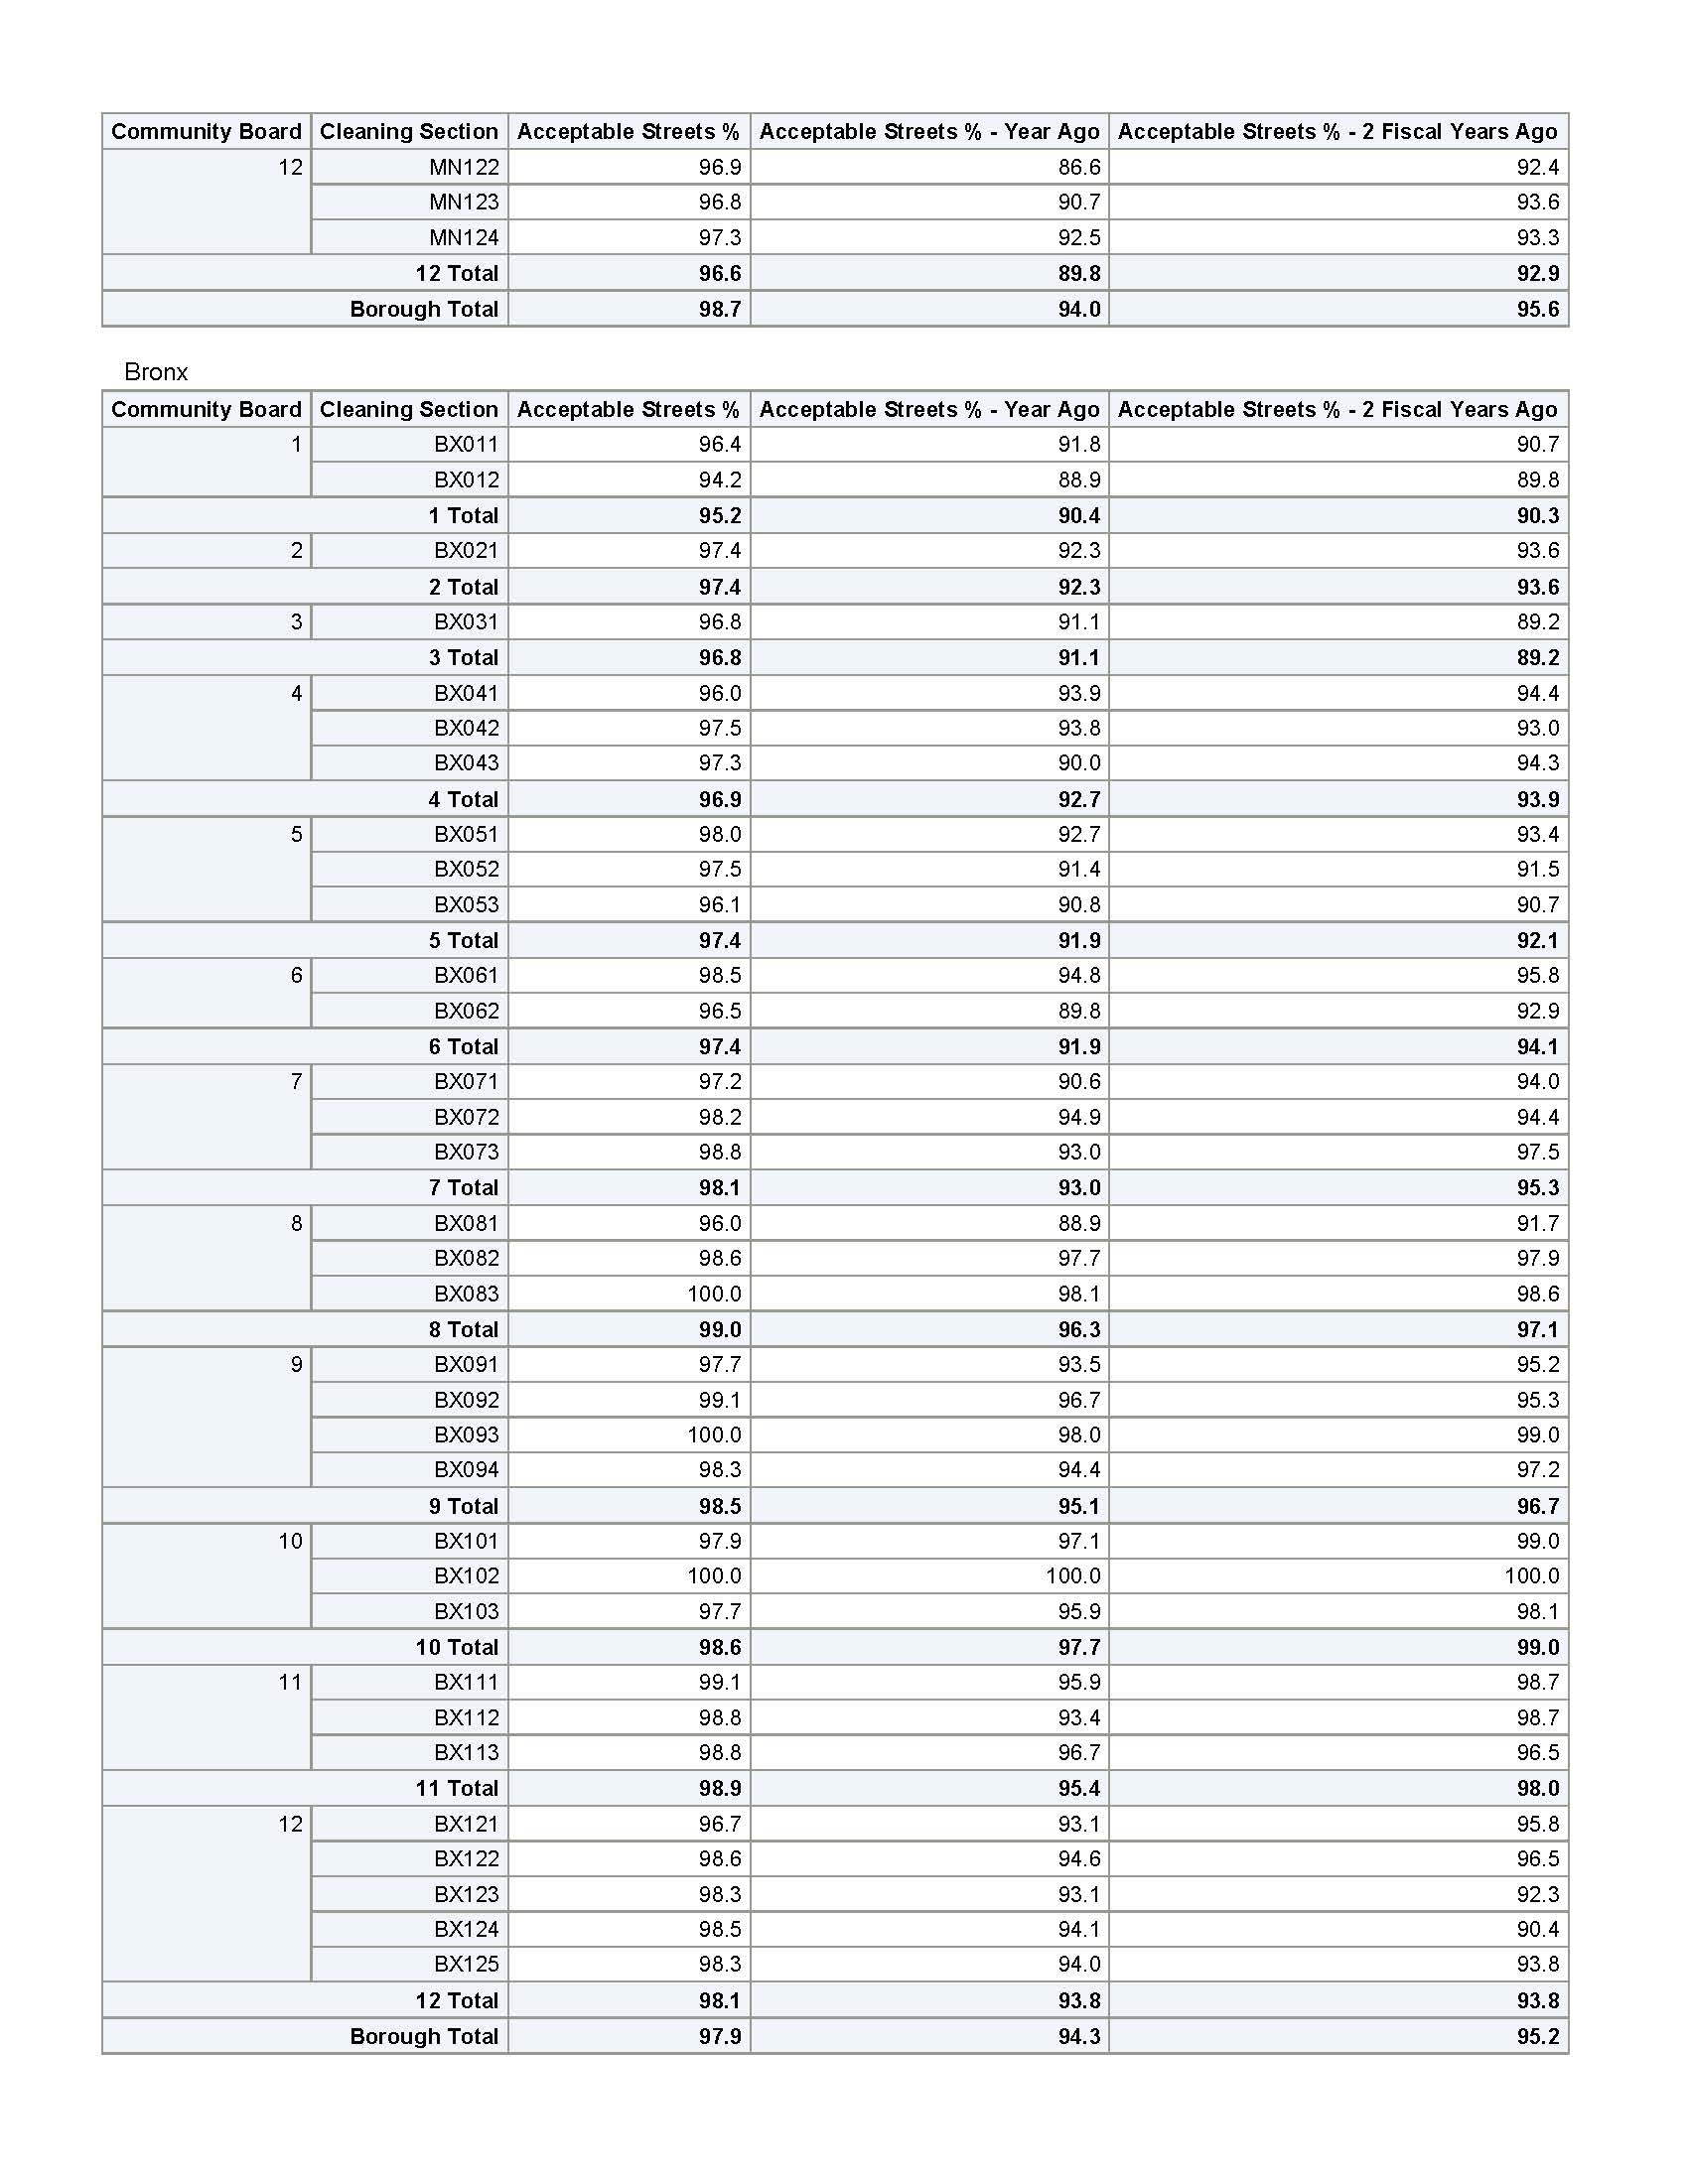 Community Board Cleaning Section Acceptable Streets % Acceptable Streets % - Year Ago Acceptable Streets % - 2 Fiscal Years Ago
12 MN122 96.9 86.6 92.4
MN123 96.8 90.7 93.6
MN124 97.3 92.5 93.3
12 Total 96.6 89.8 92.9
Borough Total 98.7 94.0 95.6
Bronx
Community Board Cleaning Section Acceptable Streets % Acceptable Streets % - Year Ago Acceptable Streets % - 2 Fiscal Years Ago
1 BX011 96.4 91.8 90.7
BX012 94.2 88.9 89.8
1 Total 95.2 90.4 90.3
2 BX021 97.4 92.3 93.6
2 Total 97.4 92.3 93.6
3 BX031 96.8 91.1 89.2
3 Total 96.8 91.1 89.2
4 BX041 96.0 93.9 94.4
BX042 97.5 93.8 93.0
BX043 97.3 90.0 94.3
4 Total 96.9 92.7 93.9
5 BX051 98.0 92.7 93.4
BX052 97.5 91.4 91.5
BX053 96.1 90.8 90.7
5 Total 97.4 91.9 92.1
6 BX061 98.5 94.8 95.8
BX062 96.5 89.8 92.9
6 Total 97.4 91.9 94.1
7 BX071 97.2 90.6 94.0
BX072 98.2 94.9 94.4
BX073 98.8 93.0 97.5
7 Total 98.1 93.0 95.3
8 BX081 96.0 88.9 91.7
BX082 98.6 97.7 97.9
BX083 100.0 98.1 98.6
8 Total 99.0 96.3 97.1
9 BX091 97.7 93.5 95.2
BX092 99.1 96.7 95.3
BX093 100.0 98.0 99.0
BX094 98.3 94.4 97.2
9 Total 98.5 95.1 96.7
10 BX101 97.9 97.1 99.0
BX102 100.0 100.0 100.0
BX103 97.7 95.9 98.1
10 Total 98.6 97.7 99.0
11 BX111 99.1 95.9 98.7
BX112 98.8 93.4 98.7
BX113 98.8 96.7 96.5
11 Total 98.9 95.4 98.0
12 BX121 96.7 93.1 95.8
BX122 98.6 94.6 96.5
BX123 98.3 93.1 92.3
BX124 98.5 94.1 90.4
BX125 98.3 94.0 93.8
12 Total 98.1 93.8 93.8
Borough Total 97.9 94.3 95.2